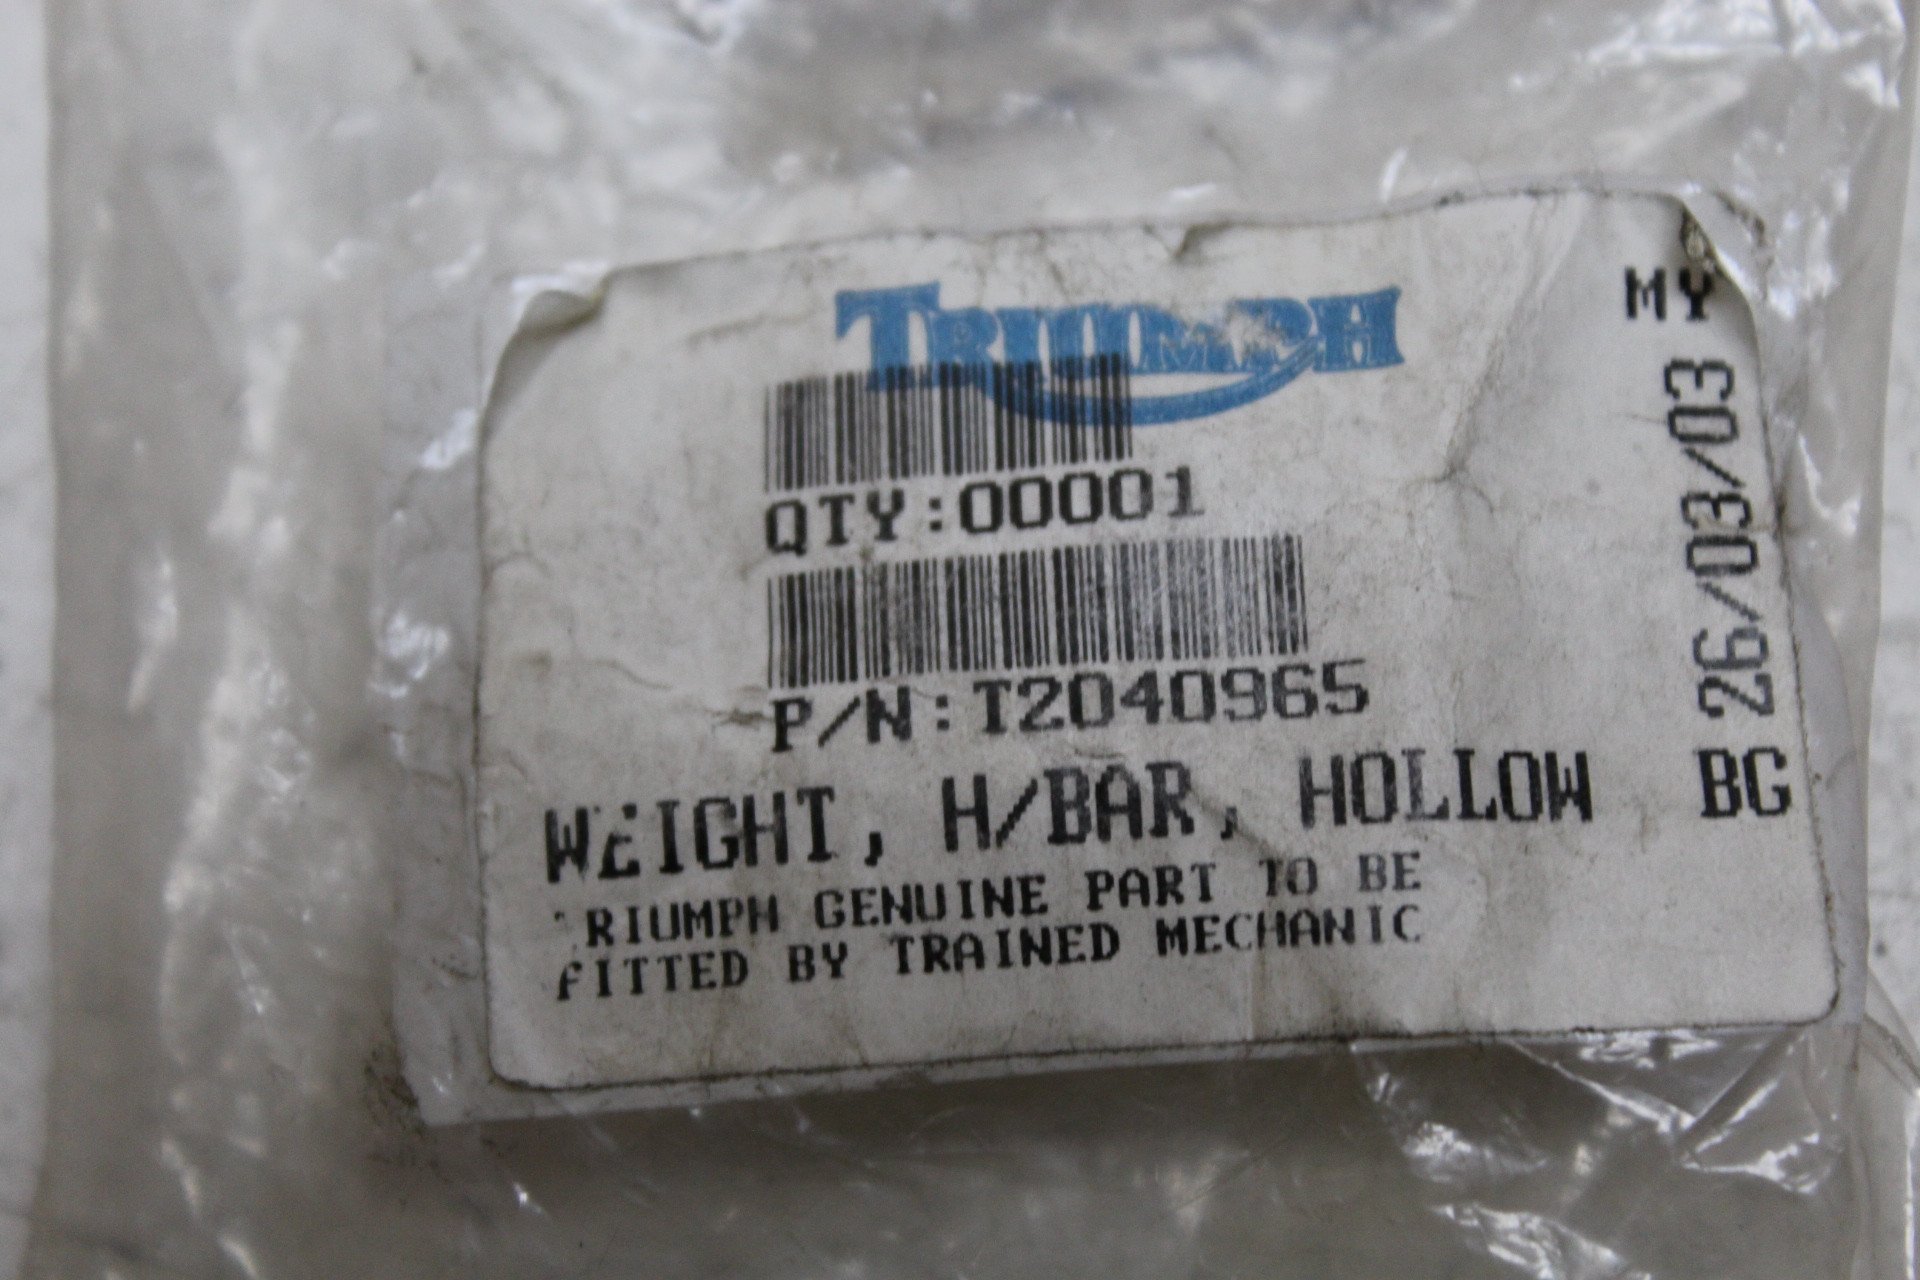 TRIUMPH
QTY:00001
P/N:T2040965
WEIGHT, H/BAR, HOLLOW
TRIUMPH GENUINE PART TO BE
FITTED BY TRAINED MECHANIC
MY
26/03/03
BG